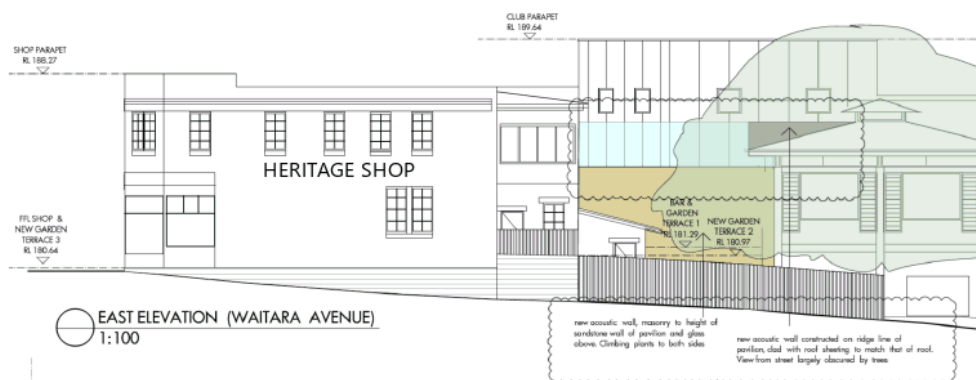 CLUB PARAPET
RL 189.64
SHOP PARAPET
RL 188.27
HERITAGE SHOP
BAR &
GARDEN
TERRACE 1
RL 181.29
NEW GARDEN
TERRACE 2
RL 180.97
FFL SHOP &
NEW GARDEN
TERRACE 3
RL 180.64
EAST ELEVATION (WAITARA AVENUE)
1:100
new acoustic wall, masonry to height of
sandstone wall of pavilion and glass
above. Climbing plants to both sides
new acoustic wall constructed on ridge line of
pavilion, clad with roof sheeting to match that of roof.
View from street largely obscured by trees